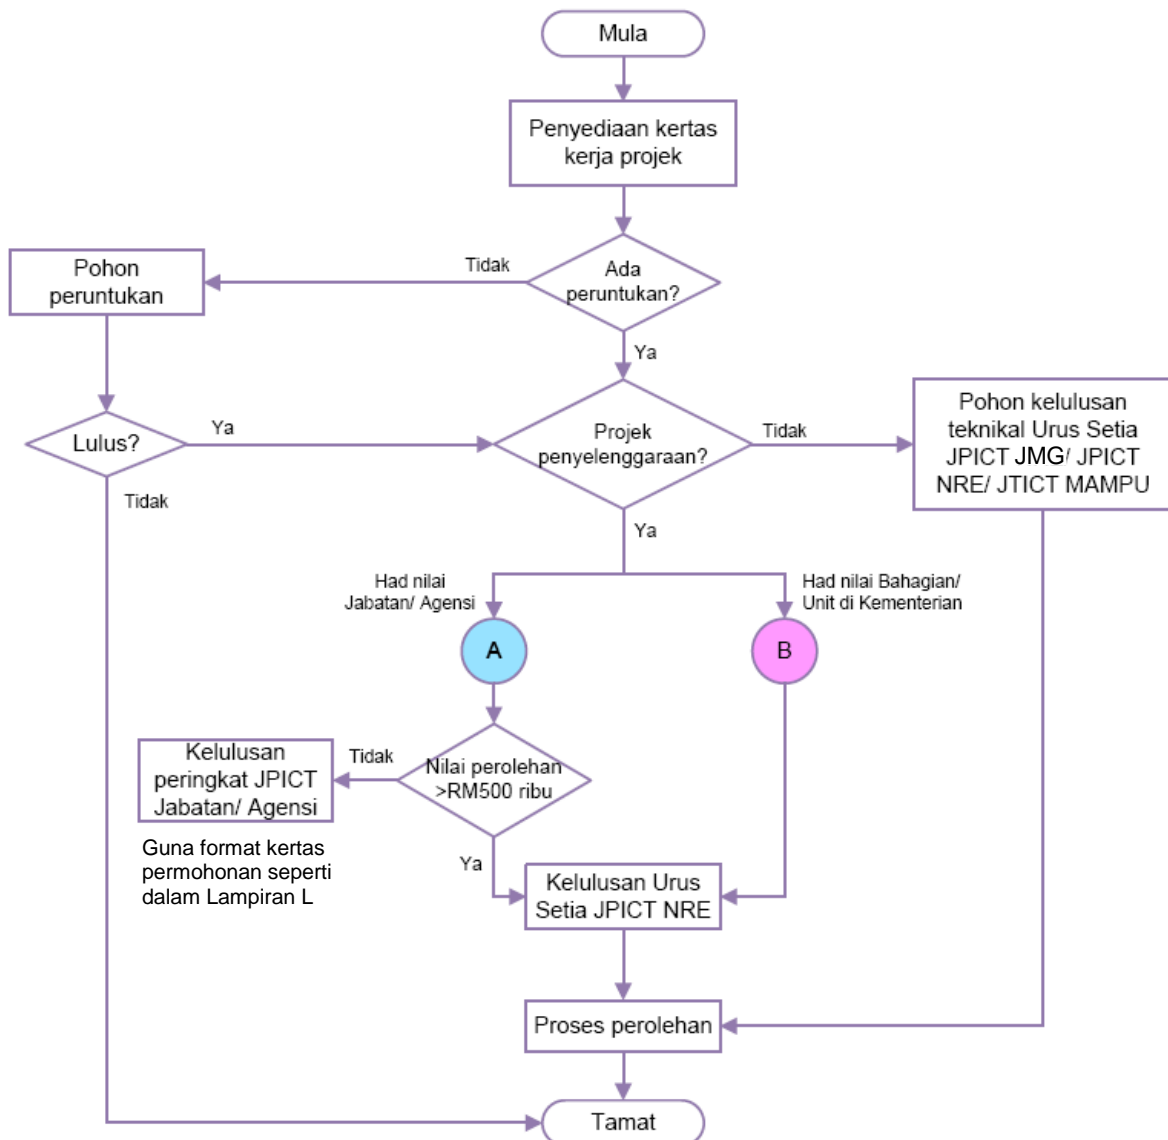 Mula
Penyediaan kertas
kerja projek
Ada
peruntukan?
Tidak
Pohon
peruntukan
Ya
Lulus?
Ya
Tidak
Projek
penyelenggaraan?
Tidak
Pohon kelulusan
teknikal Urus Setia
JPICT JMG/ JPICT
NRE/ JTICT MAMPU
Ya
Had nilai
Jabatan/ Agensi
Had nilai Bahagian/
Unit di Kementerian
A
B
Nilai perolehan
>RM500 ribu
Tidak
Kelulusan
peringkat JPICT
Jabatan/ Agensi
Guna format kertas
permohonan seperti
dalam Lampiran L
Ya
Kelulusan Urus
Setia JPICT NRE
Proses perolehan
Tamat